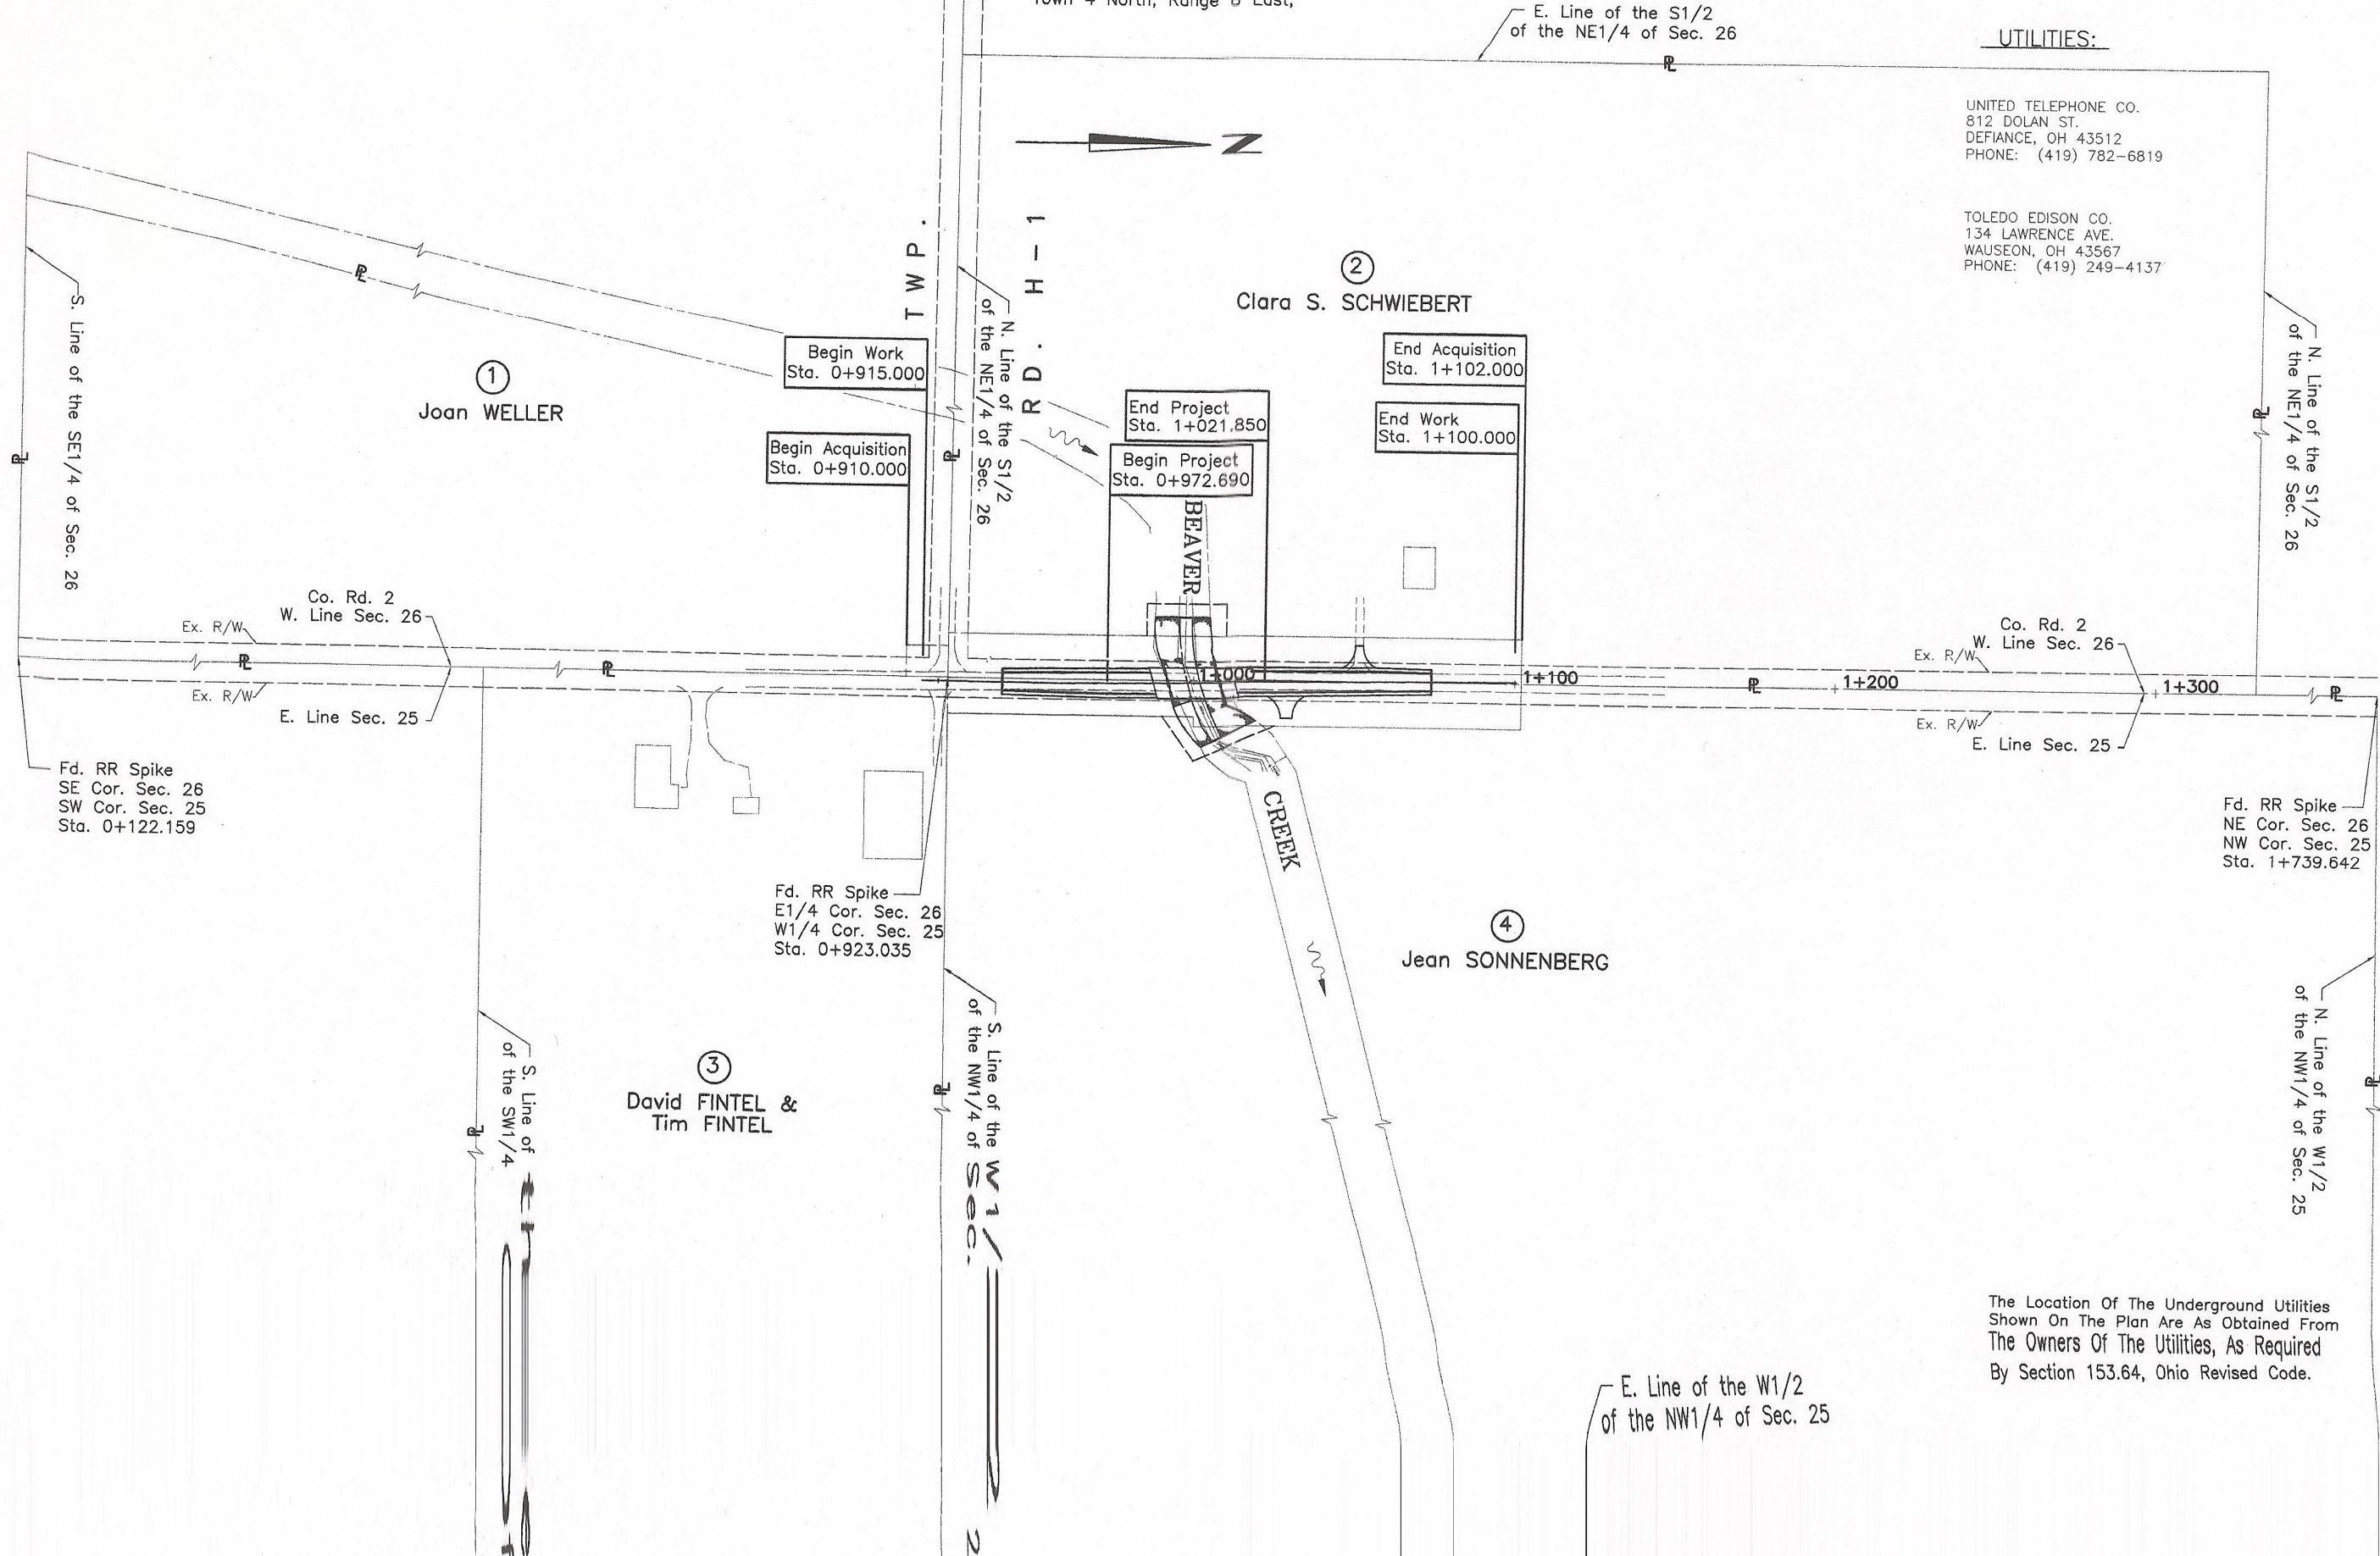 E. Line of the S1/2
of the NE1/4 of Sec. 26
UTILITIES:
UNITED TELEPHONE CO.
812 DOLAN ST.
DEFIANCE, OH 43512
PHONE: (419) 782-6819
TOLEDO EDISON CO.
134 LAWRENCE AVE.
WAUSEON, OH 43567
PHONE: (419) 249-4137
N
TWP.
RD. H-1
N. Line of the S1/2
of the NE1/4 of Sec. 26
S. Line of the SE1/4 of Sec. 26
1
Joan WELLER
2
Clara S. SCHWIEBERT
Begin Work
Sta. 0+915.000
Begin Acquisition
Sta. 0+910.000
End Project
Sta. 1+021.850
Begin Project
Sta. 0+972.690
End Acquisition
Sta. 1+102.000
End Work
Sta. 1+100.000
N. Line of the S1/2
of the NE1/4 of Sec. 26
BEAVER
Co. Rd. 2
W. Line Sec. 26
Ex. R/W
Ex. R/W
E. Line Sec. 25
1+000
1+100
1+200
1+300
Co. Rd. 2
W. Line Sec. 26
Ex. R/W
Ex. R/W
E. Line Sec. 25
Fd. RR Spike
SE Cor. Sec. 26
SW Cor. Sec. 25
Sta. 0+122.159
Fd. RR Spike
E1/4 Cor. Sec. 26
W1/4 Cor. Sec. 25
Sta. 0+923.035
CREEK
Fd. RR Spike
NE Cor. Sec. 26
NW Cor. Sec. 25
Sta. 1+739.642
3
David FINTEL &
Tim FINTEL
4
Jean SONNENBERG
S. Line of
of the SW1/4
S. Line of the W1/2
of the NW1/4 of Sec. 2
N. Line of the W1/2
of the NW1/4 of Sec. 25
E. Line of the W1/2
of the NW1/4 of Sec. 25
The Location Of The Underground Utilities
Shown On The Plan Are As Obtained From
The Owners Of The Utilities, As Required
By Section 153.64, Ohio Revised Code.